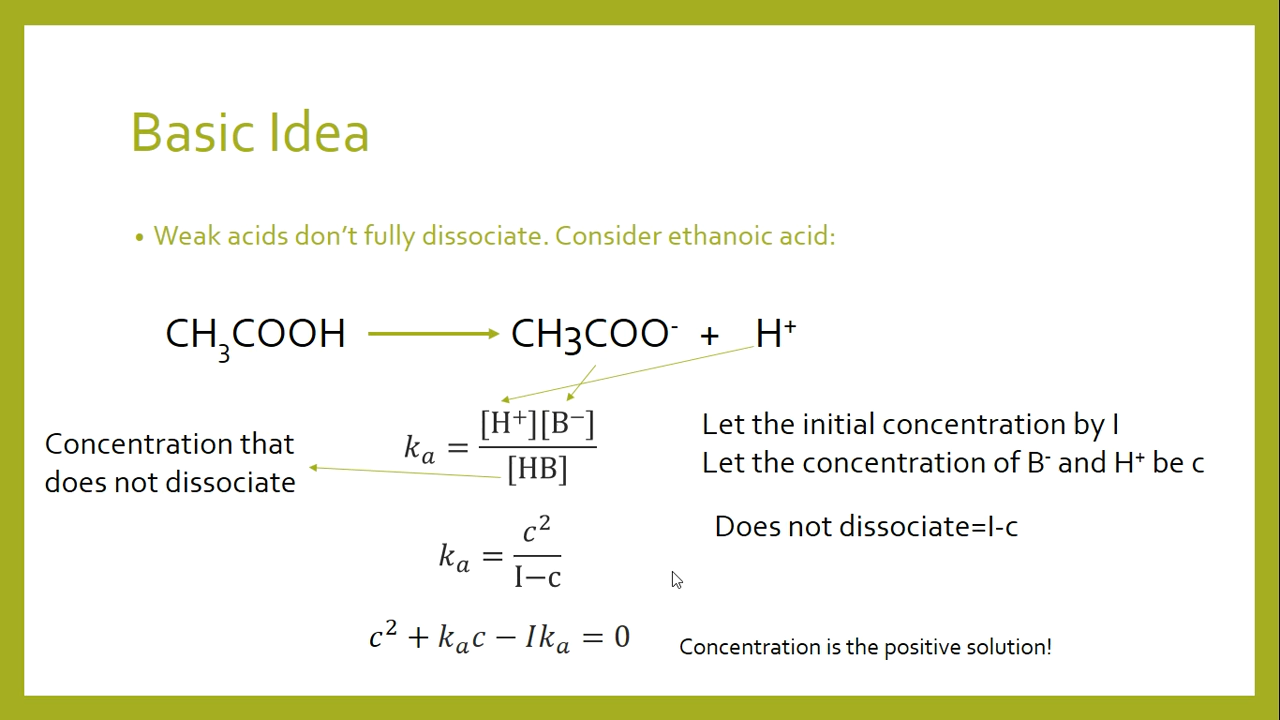 Basic Idea
• Weak acids don't fully dissociate. Consider ethanoic acid:
CH₃COOH → CH3COO⁻ + H⁺
Concentration that
does not dissociate
kₐ = [H⁺][B⁻] / [HB]
Let the initial concentration by I
Let the concentration of B⁻ and H⁺ be c
Does not dissociate=I-c
kₐ = c² / I−c
c² + kₐc − Ikₐ = 0
Concentration is the positive solution!